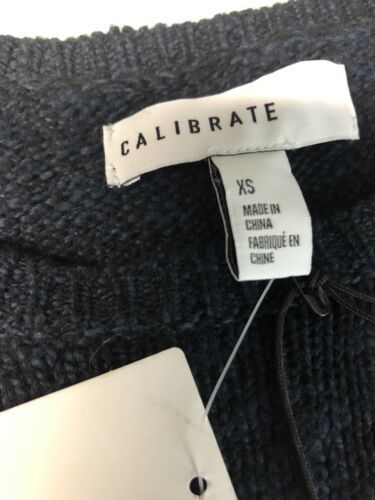 CALIBRATE
XS
MADE IN
CHINA
FABRIQUÉ EN
CHINE